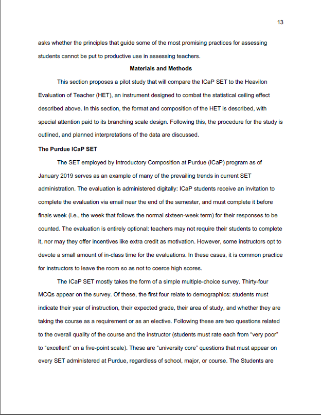 13
asks whether the principles that guide some of the most promising practices for assessing
students cannot be put to productive use in assessing teachers.
Materials and Methods
This section proposes a pilot study that will compare the ICaP SET to the Heavilon
Evaluation of Teacher (HET), an instrument designed to combat the statistical ceiling effect
described above. In this section, the format and composition of the HET is described, with
special attention paid to its branching scale design. Following this, the procedure for the study is
outlined, and planned interpretations of the data are discussed.
The Purdue ICaP SET
The SET employed by Introductory Composition at Purdue (ICaP) program as of
January 2019 serves as an example of many of the prevailing trends in current SET
administration. The evaluation is administered digitally: ICaP students receive an invitation to
complete the evaluation via email near the end of the semester, and must complete it before
finals week (i.e., the week that follows the normal sixteen-week term) for their responses to be
counted. The evaluation is entirely optional: teachers may not require their students to complete
it, nor may they offer incentives like extra credit as motivation. However, some instructors opt to
devote a small amount of in-class time for the evaluations. In these cases, it is common practice
for instructors to leave the room so as not to coerce high scores.
The ICaP SET mostly takes the form of a simple multiple-choice survey. Thirty-four
MCQs appear on the survey. Of these, the first four relate to demographics: students must
indicate their year of instruction, their expected grade, their area of study, and whether they are
taking the course as a requirement or as an elective. Following these are two questions related
to the overall quality of the course and the instructor (students must rate each from “very poor”
to “excellent” on a five-point scale). These are “university core” questions that must appear on
every SET administered at Purdue, regardless of school, major, or course. The Students are